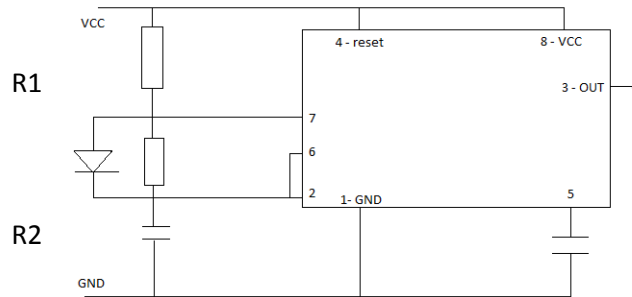 VCC
4 - reset
8 - VCC
R1
3 - OUT
7
6
2
1- GND
5
R2
GND